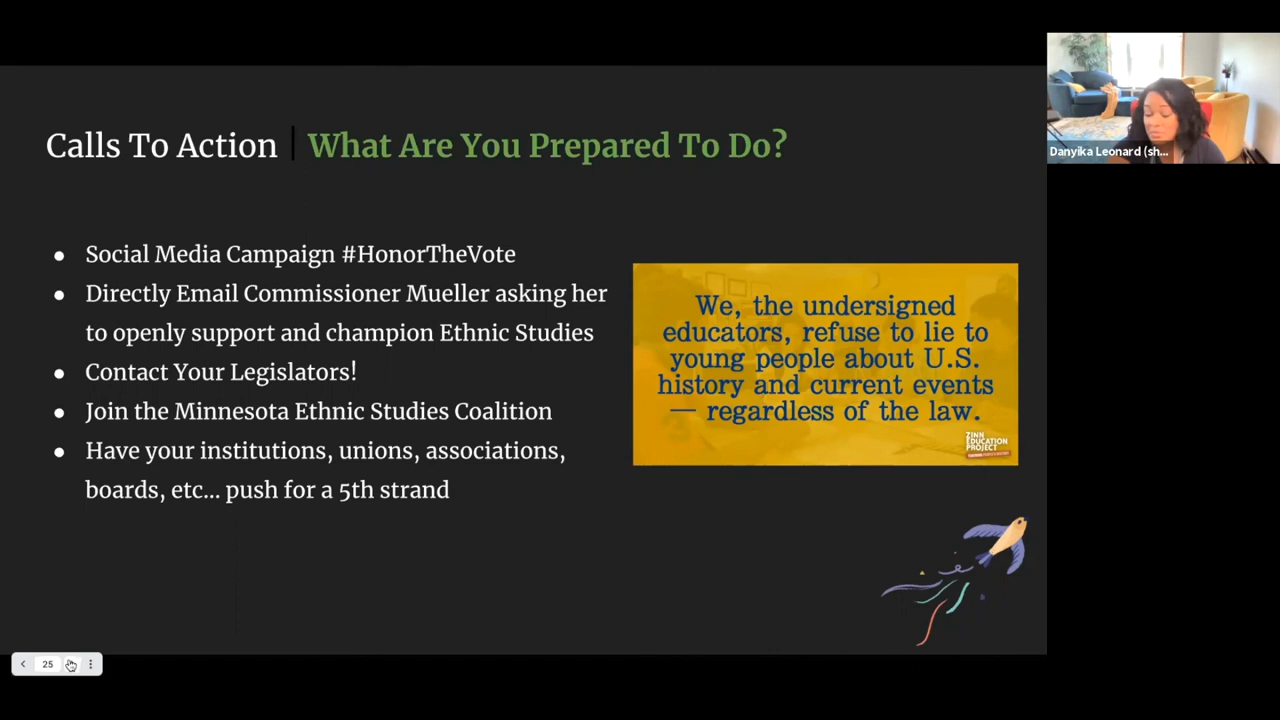 Calls To Action | What Are You Prepared To Do?
● Social Media Campaign #HonorTheVote
● Directly Email Commissioner Mueller asking her
to openly support and champion Ethnic Studies
● Contact Your Legislators!
● Join the Minnesota Ethnic Studies Coalition
● Have your institutions, unions, associations,
boards, etc... push for a 5th strand
We, the undersigned
educators, refuse to lie to
young people about U.S.
history and current events
— regardless of the law.
ZINN
EDUCATION
PROJECT
Danyika Leonard (sh...
25